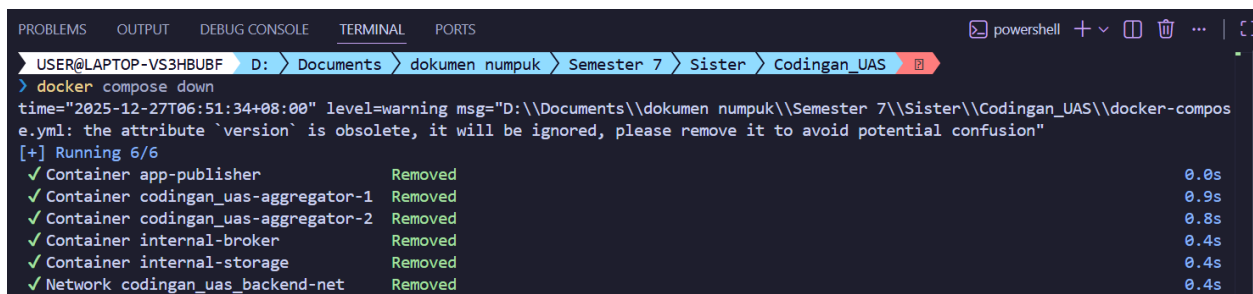 PROBLEMS OUTPUT DEBUG CONSOLE TERMINAL PORTS powershell
USER@LAPTOP-VS3HBUBF D: Documents dokumen numpuk Semester 7 Sister Codingan_UAS
> docker compose down
time="2025-12-27T06:51:34+08:00" level=warning msg="D:\\Documents\\dokumen numpuk\\Semester 7\\Sister\\Codingan_UAS\\docker-compos
e.yml: the attribute `version` is obsolete, it will be ignored, please remove it to avoid potential confusion"
[+] Running 6/6
✓ Container app-publisher Removed 0.0s
✓ Container codingan_uas-aggregator-1 Removed 0.9s
✓ Container codingan_uas-aggregator-2 Removed 0.8s
✓ Container internal-broker Removed 0.4s
✓ Container internal-storage Removed 0.4s
✓ Network codingan_uas_backend-net Removed 0.4s